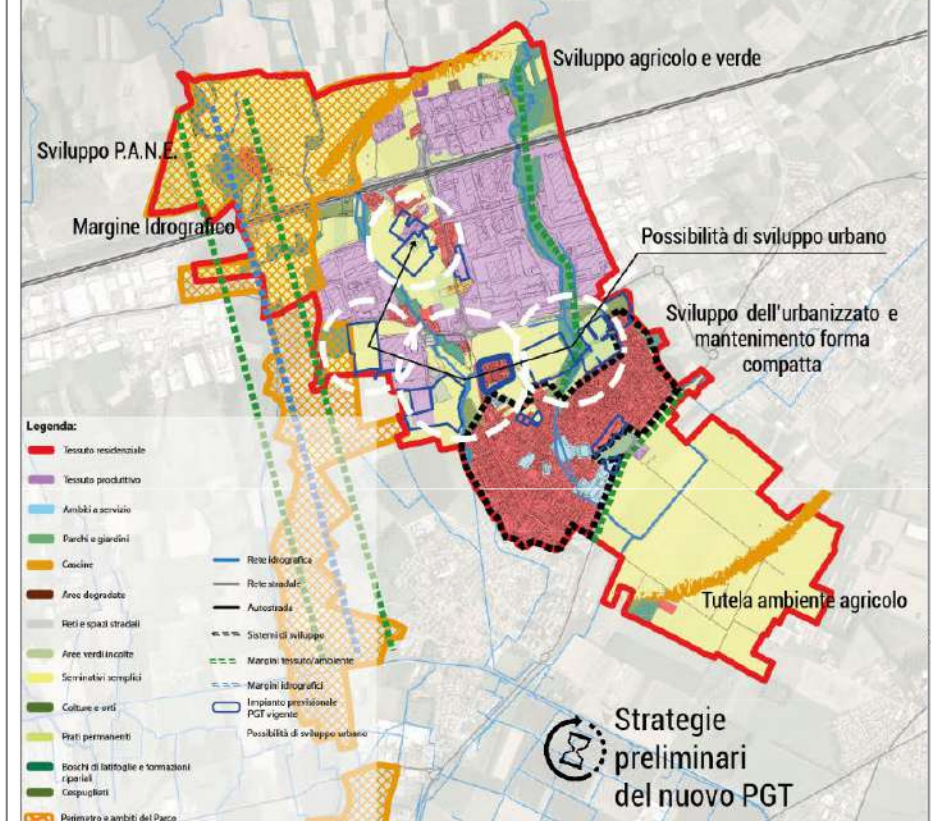 Sviluppo agricolo e verde
Sviluppo P.A.N.E.
Margine Idrografico
Possibilità di sviluppo urbano
Sviluppo dell'urbanizzato e
mantenimento forma
compatta
Tutela ambiente agricolo
Legenda:
Tessuto residenziale
Tessuto produttivo
Ambiti a servizio
Parchi e giardini
Cascine
Aree degradate
Reti e spazi stradali
Aree verdi incolte
Seminativi semplici
Colture e orti
Prati permanenti
Boschi di latifoglie e formazioni
ripariali
Cespuglieti
Perimetro e ambiti del Parco
Rete idrografica
Rete stradale
Autostrada
Sistemi di sviluppo
Margini tessuto/ambiente
Margini idrografici
Impianto previsionale
PGT vigente
Possibilità di sviluppo urbano
Strategie
preliminari
del nuovo PGT